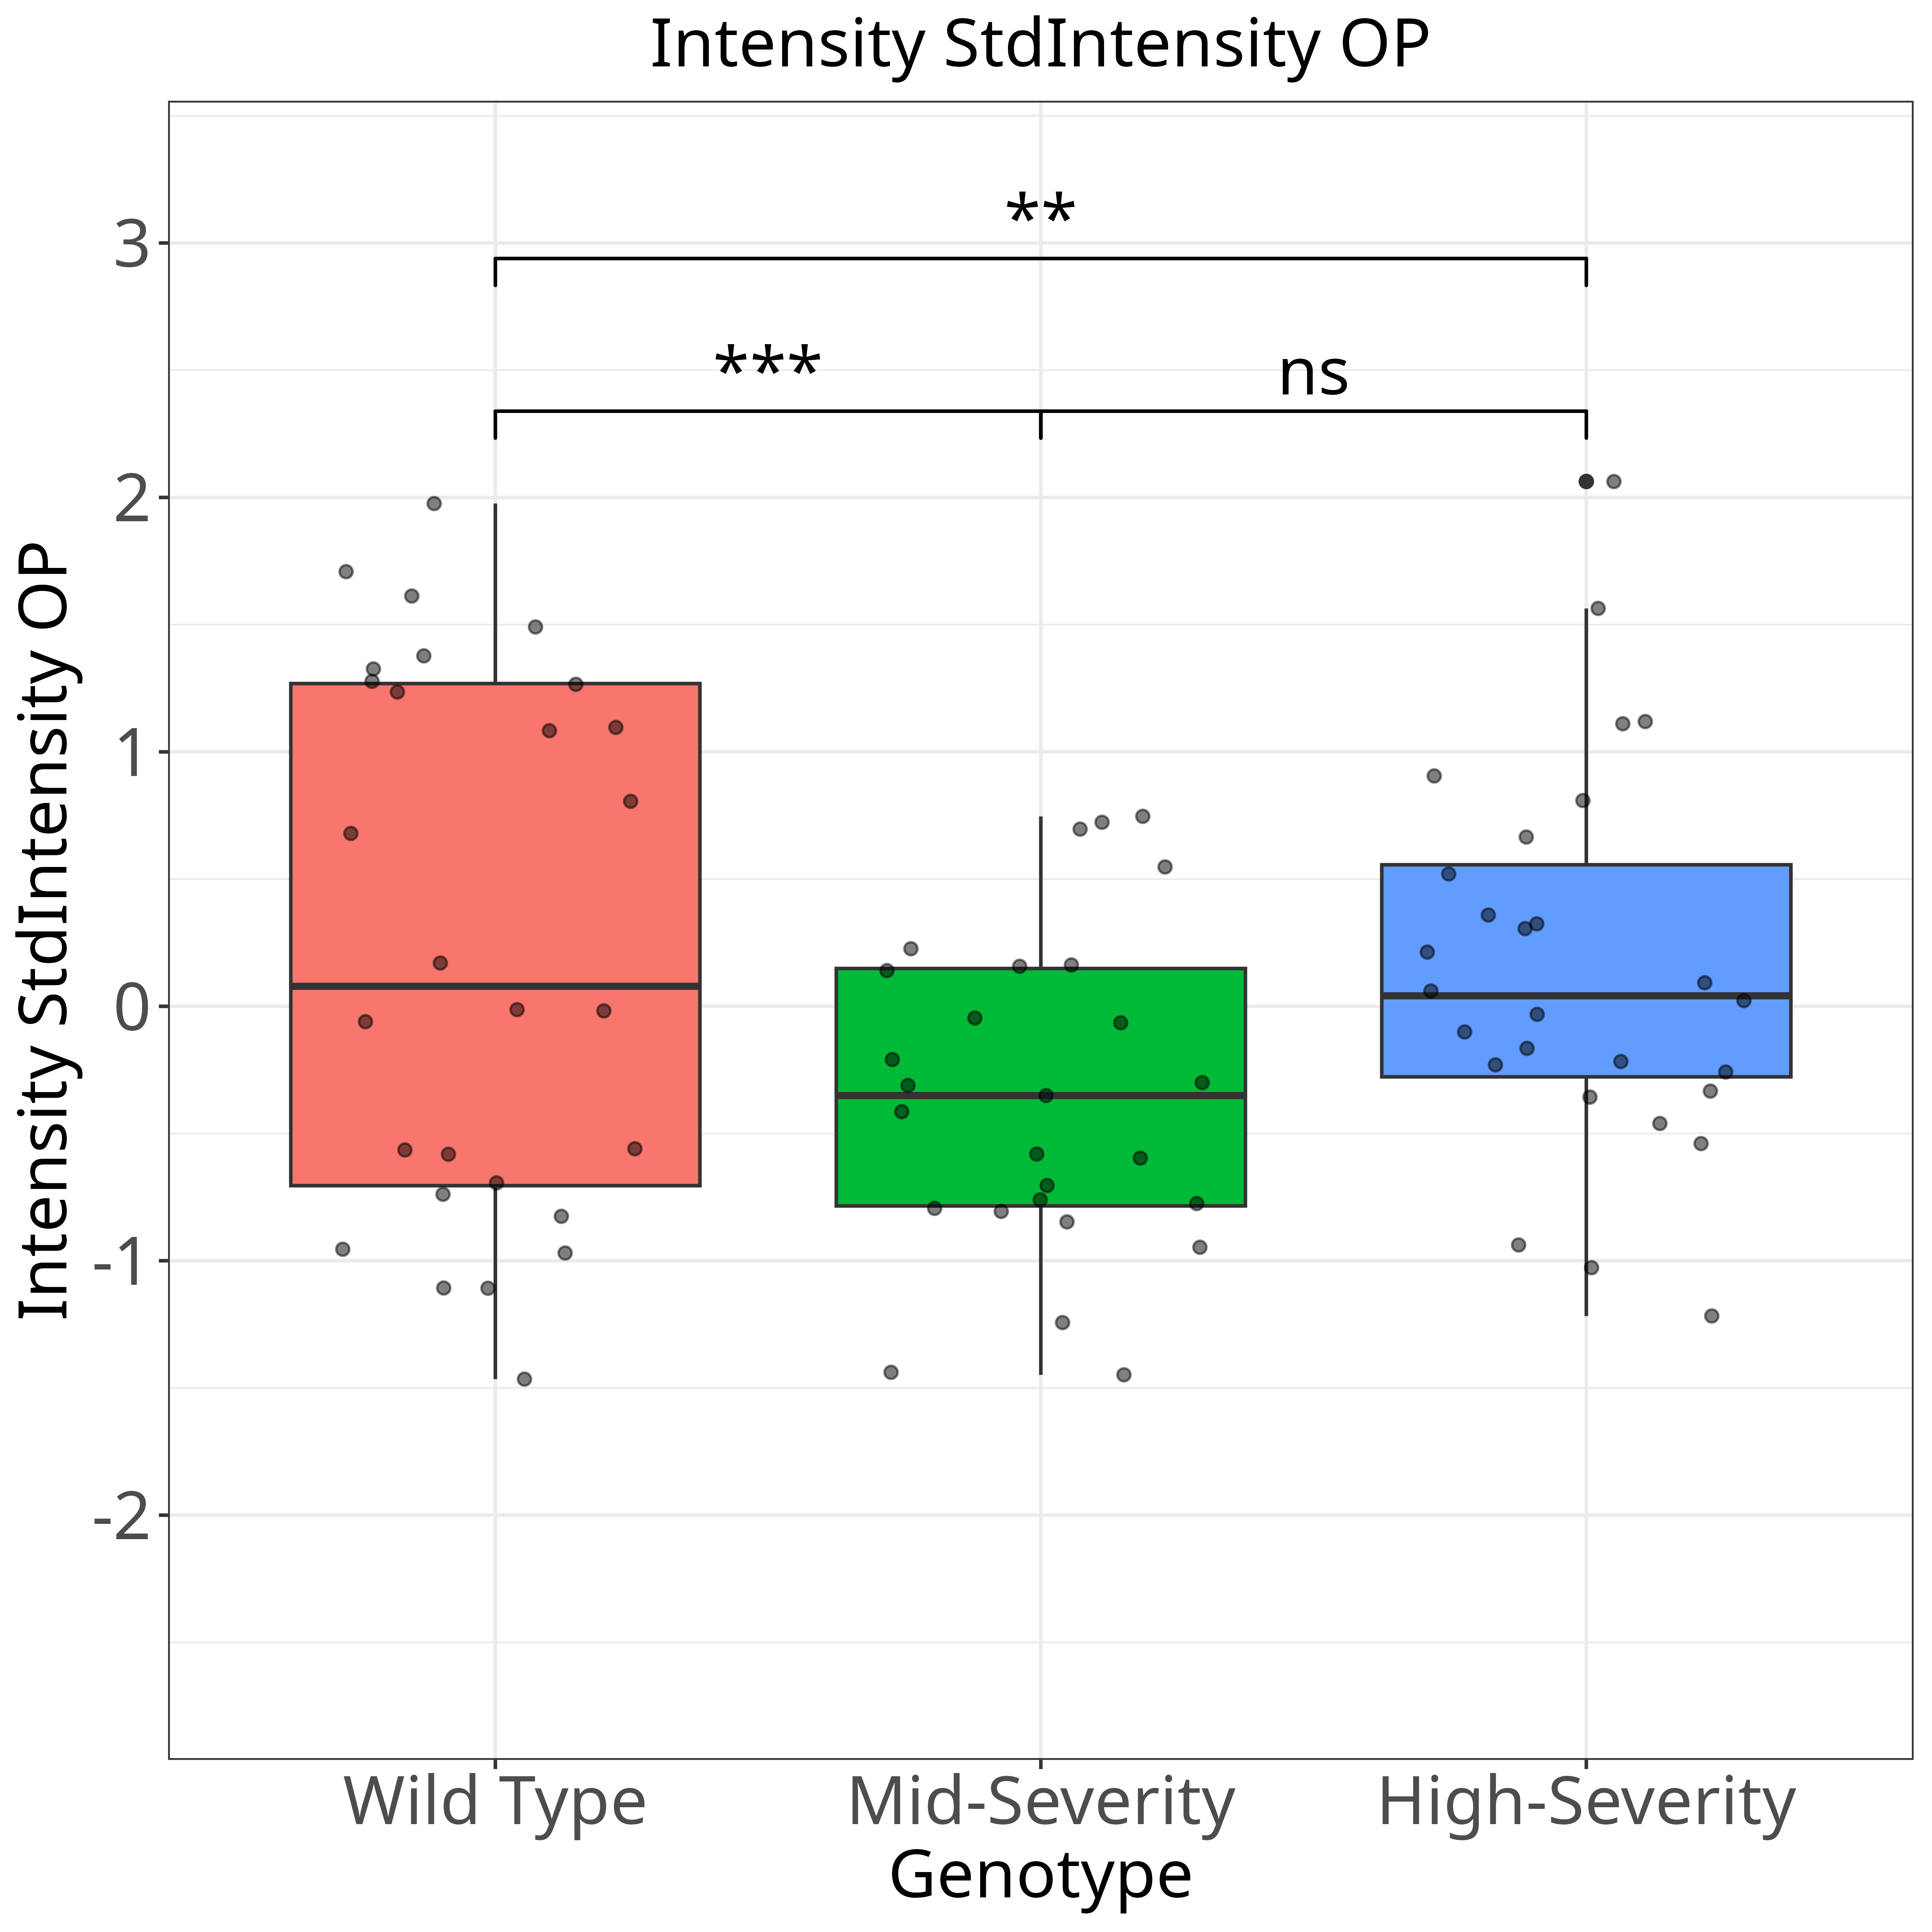 Intensity StdIntensity OP
**
***
ns
3
2
1
0
-1
-2
Intensity StdIntensity OP
Wild Type
Mid-Severity
High-Severity
Genotype